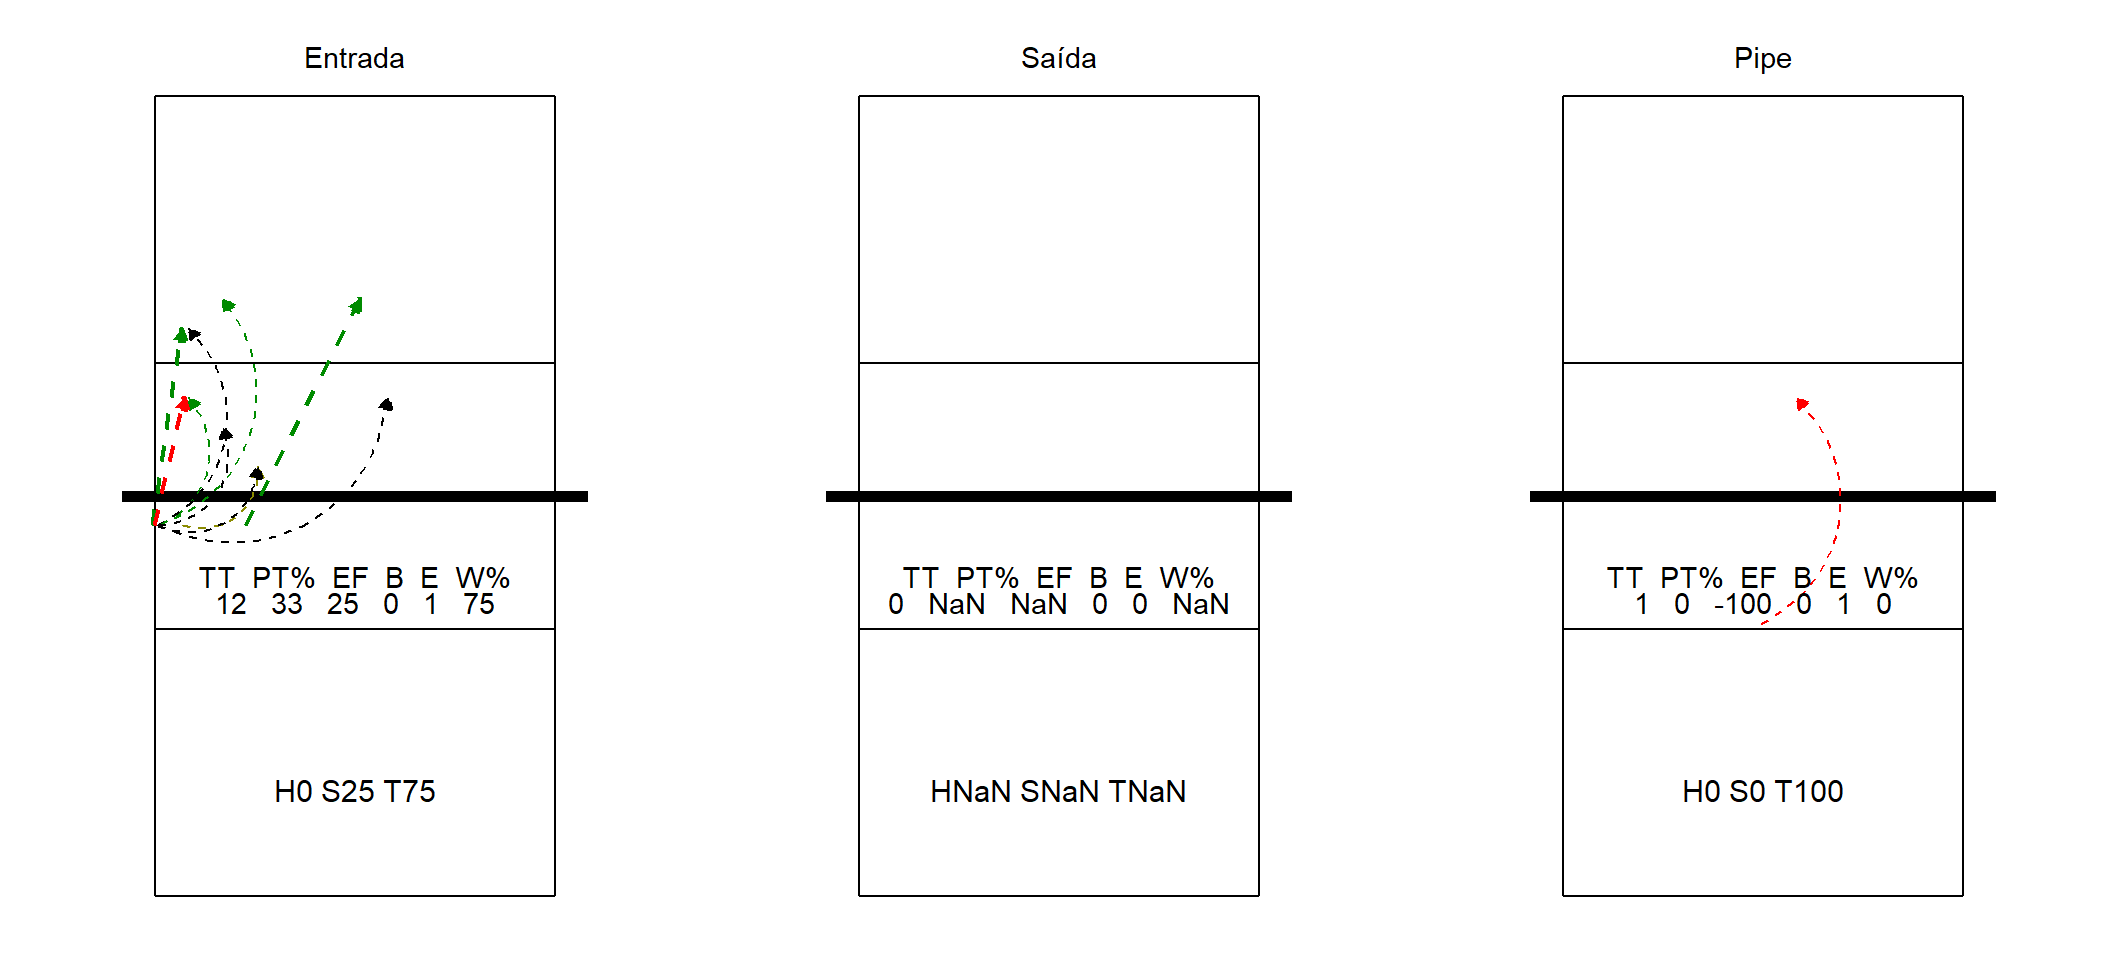 Entrada
TT PT% EF B E W%
12 33 25 0 1 75
H0 S25 T75
Saída
TT PT% EF B E W%
0 NaN NaN 0 0 NaN
HNaN SNaN TNaN
Pipe
TT PT% EF B E W%
1 0 -100 0 1 0
H0 S0 T100